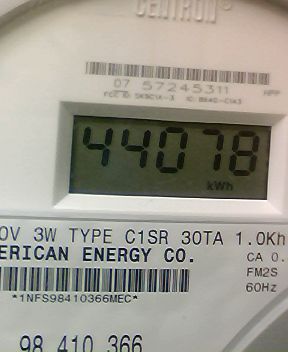 CENTRON®
07 57245311
44078
kWh
0V 3W TYPE C1SR 30TA 1.0Kh
ERICAN ENERGY CO.
CA 0.
FM2S
*1NFS98410366MEC*
60Hz
98 410 366